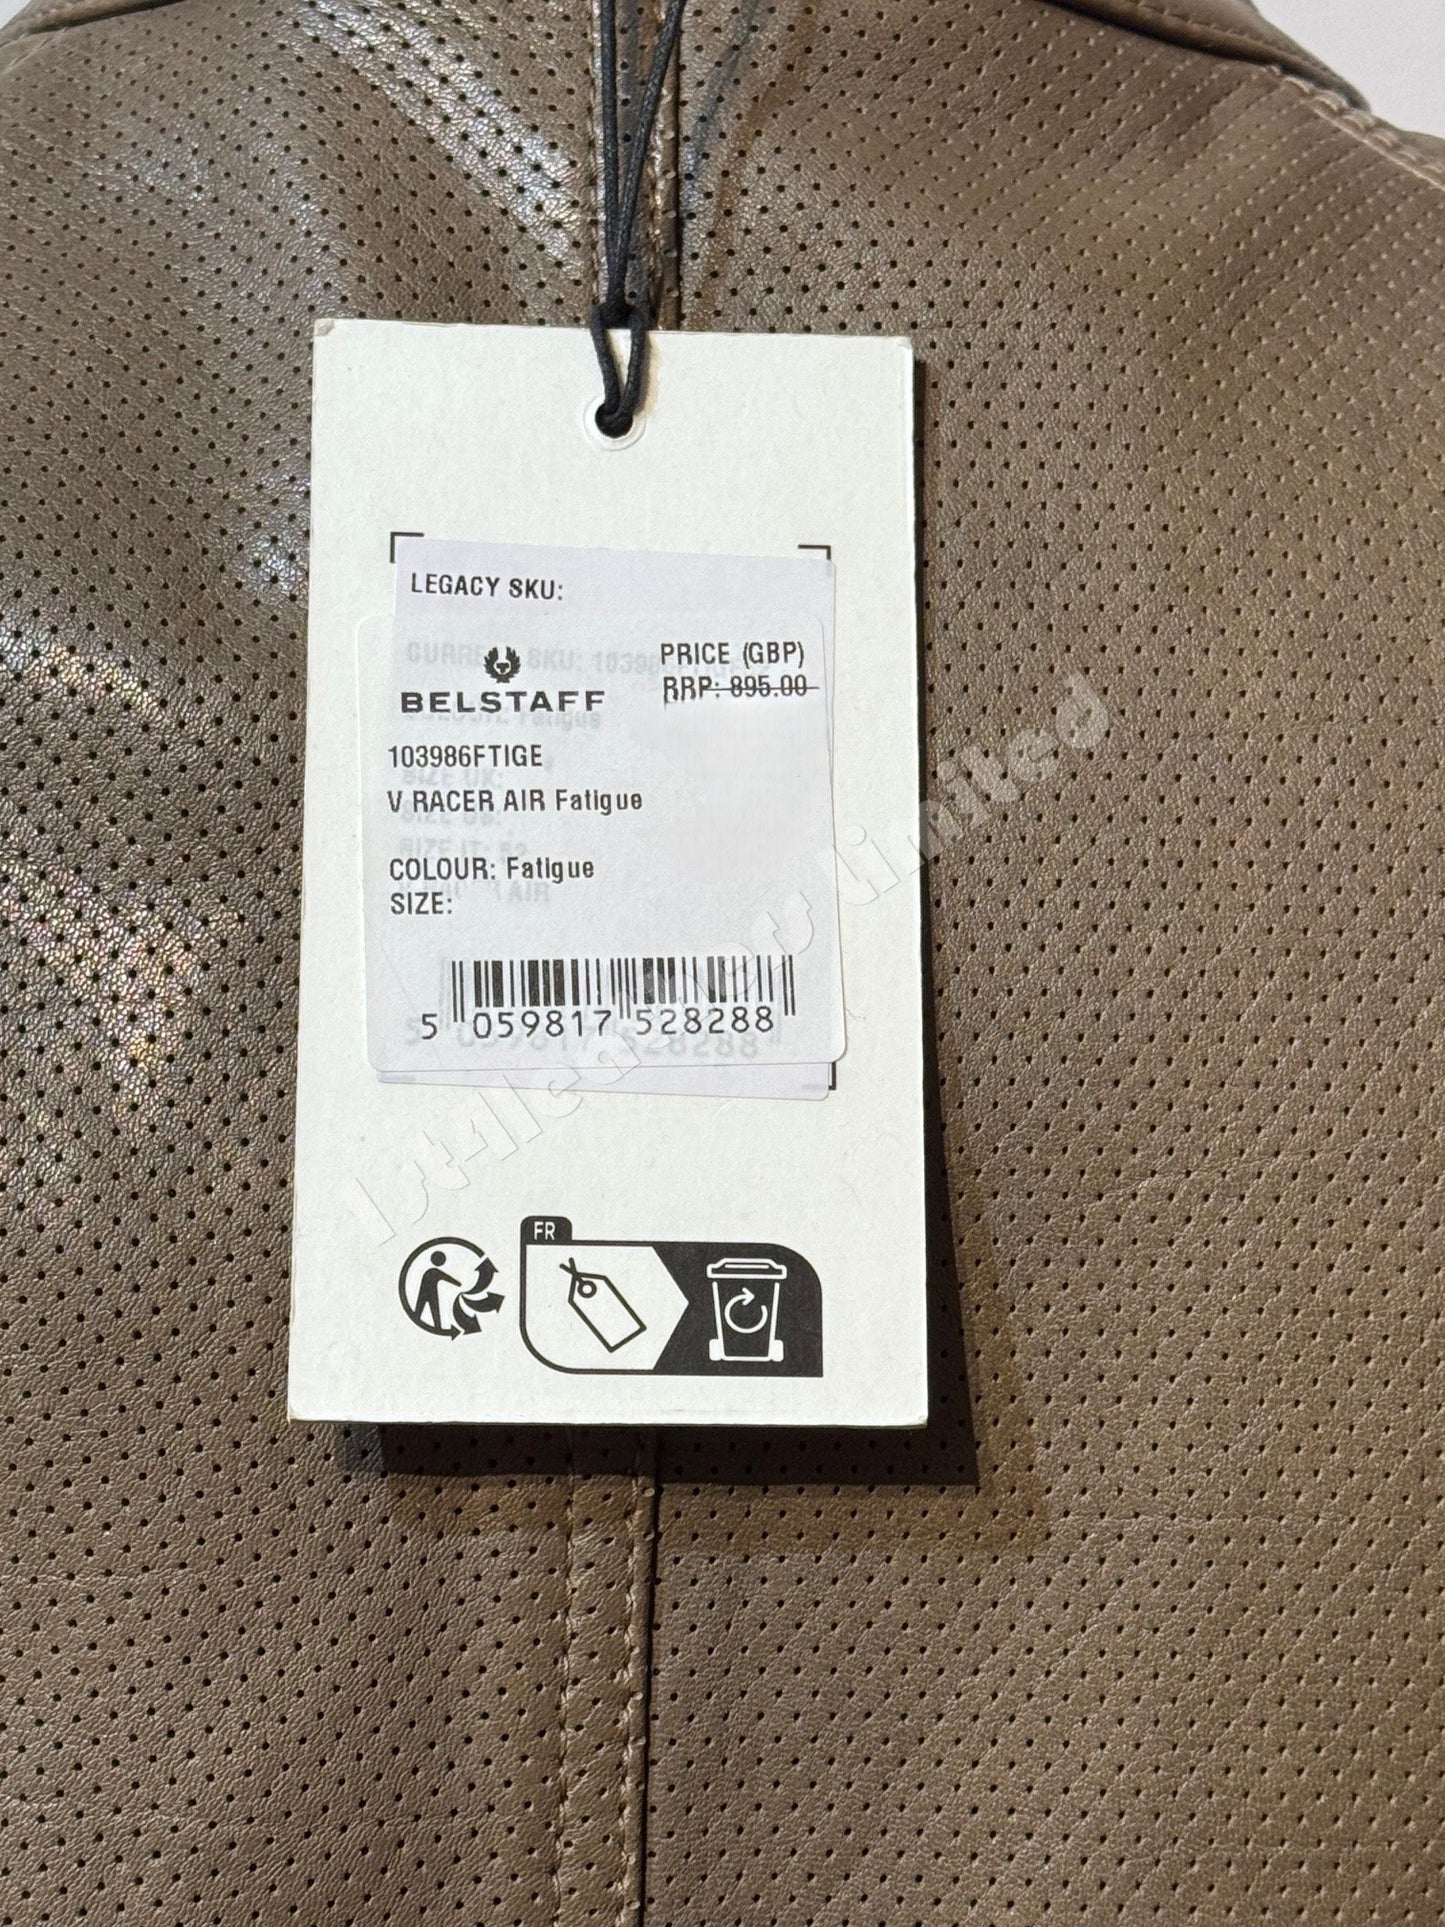 LEGACY SKU:
BELSTAFF
PRICE (GBP)
RRP: 895.00
103986FTIGE
V RACER AIR Fatigue
COLOUR: Fatigue
SIZE:
5 059817 528288
FR